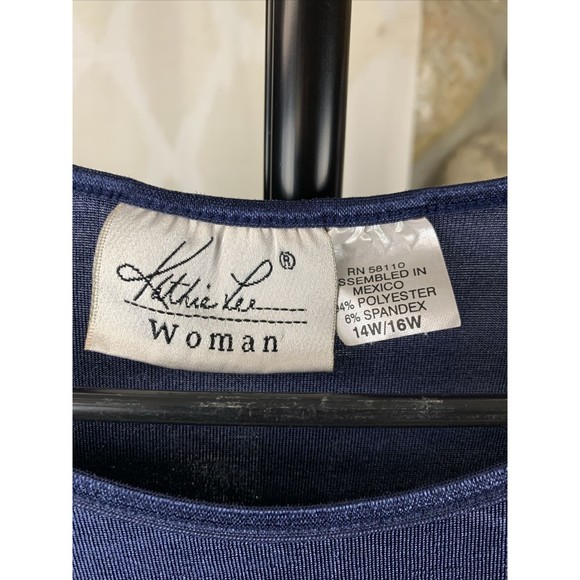 Kathie Lee ®
Woman
RN 58110
SSEMBLED IN
MEXICO
4% POLYESTER
6% SPANDEX
14W/16W